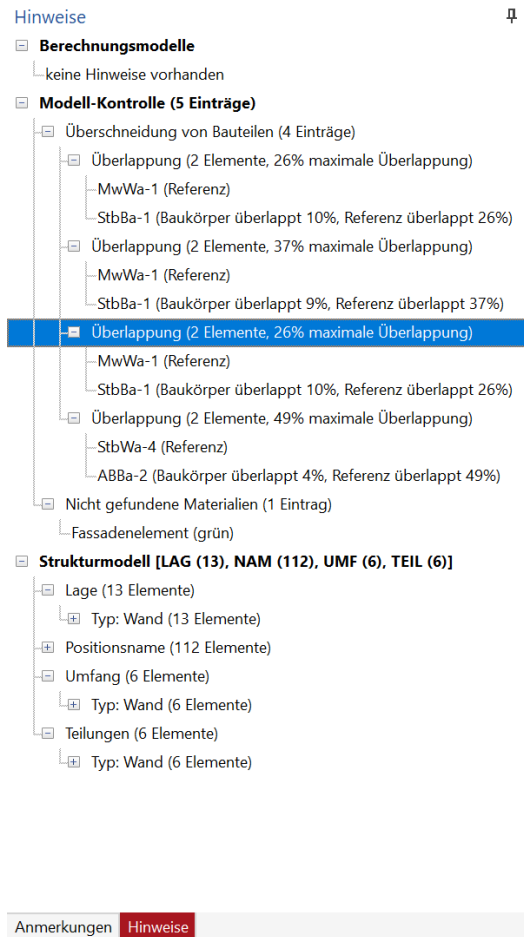 Hinweise
Berechnungsmodelle
keine Hinweise vorhanden
Modell-Kontrolle (5 Einträge)
Überschneidung von Bauteilen (4 Einträge)
Überlappung (2 Elemente, 26% maximale Überlappung)
MwWa-1 (Referenz)
StbBa-1 (Baukörper überlappt 10%, Referenz überlappt 26%)
Überlappung (2 Elemente, 37% maximale Überlappung)
MwWa-1 (Referenz)
StbBa-1 (Baukörper überlappt 9%, Referenz überlappt 37%)
Überlappung (2 Elemente, 26% maximale Überlappung)
MwWa-1 (Referenz)
StbBa-1 (Baukörper überlappt 10%, Referenz überlappt 26%)
Überlappung (2 Elemente, 49% maximale Überlappung)
StbWa-4 (Referenz)
ABBa-2 (Baukörper überlappt 4%, Referenz überlappt 49%)
Nicht gefundene Materialien (1 Eintrag)
Fassadenelement (grün)
Strukturmodell [LAG (13), NAM (112), UMF (6), TEIL (6)]
Lage (13 Elemente)
Typ: Wand (13 Elemente)
Positionsname (112 Elemente)
Umfang (6 Elemente)
Typ: Wand (6 Elemente)
Teilungen (6 Elemente)
Typ: Wand (6 Elemente)
Anmerkungen Hinweise